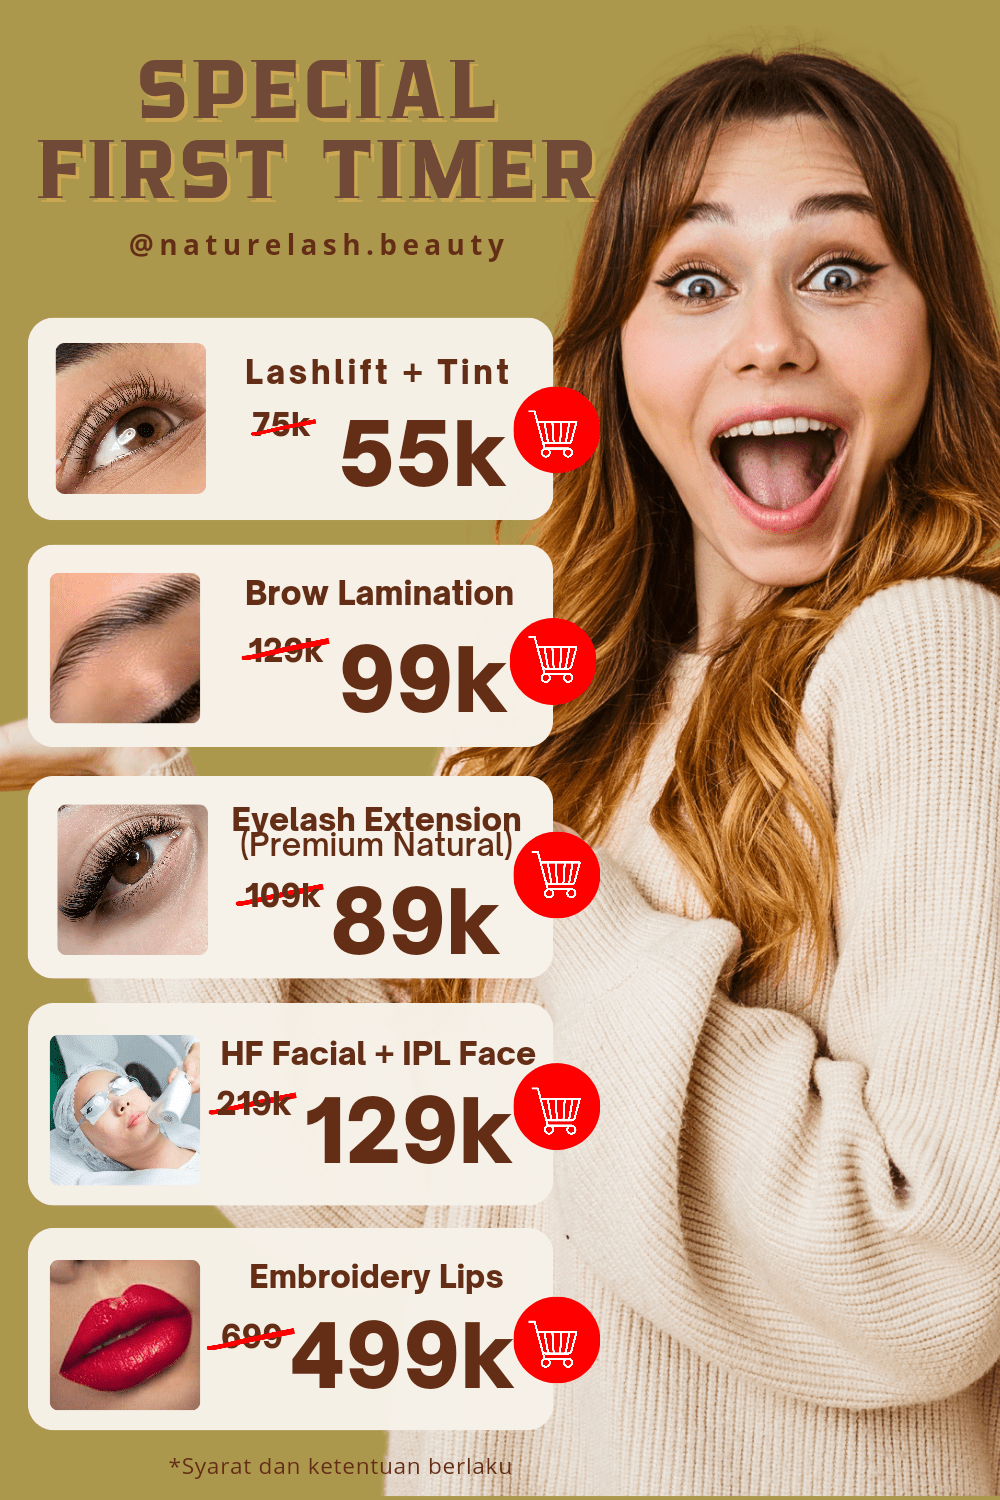 SPECIAL
FIRST TIMER
@naturelash.beauty
Lashlift + Tint
75k
55k
Brow Lamination
129k
99k
Eyelash Extension
(Premium Natural)
109k
89k
HF Facial + IPL Face
219k
129k
Embroidery Lips
699
499k
*Syarat dan ketentuan berlaku